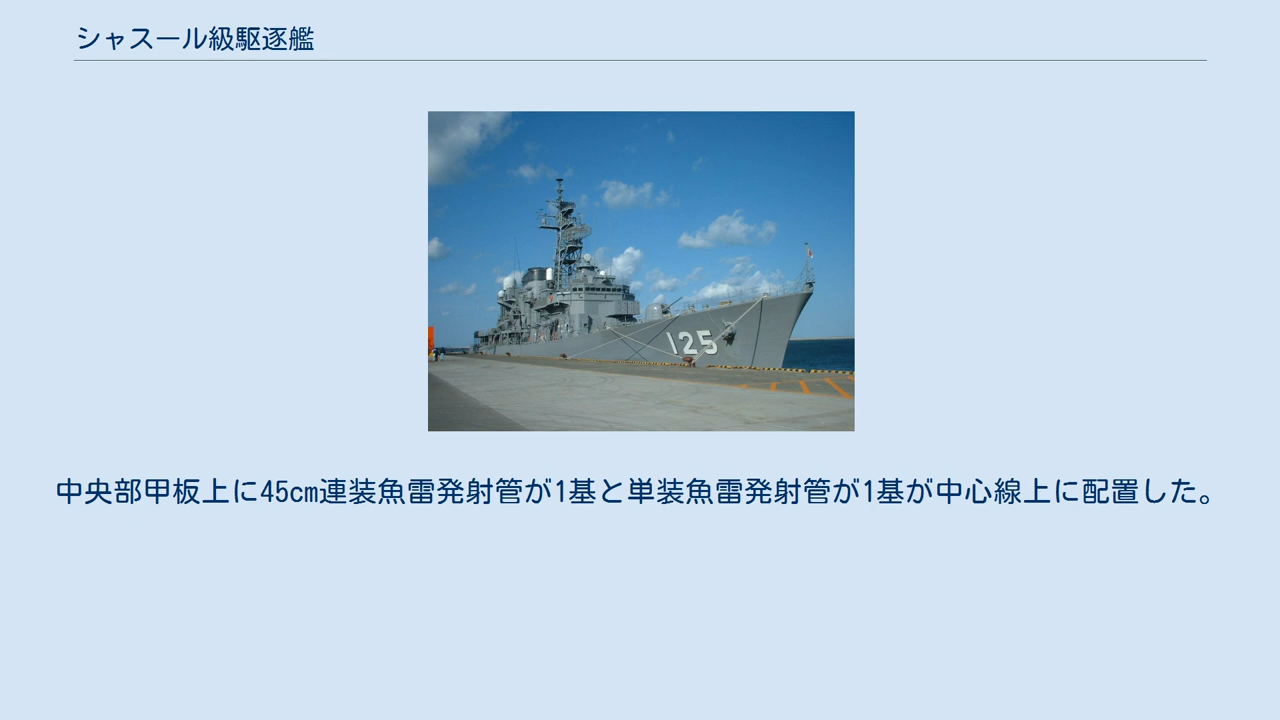 シャスール級駆逐艦
125
中央部甲板上に45cm連装魚雷発射管が1基と単装魚雷発射管が1基が中心線上に配置した。